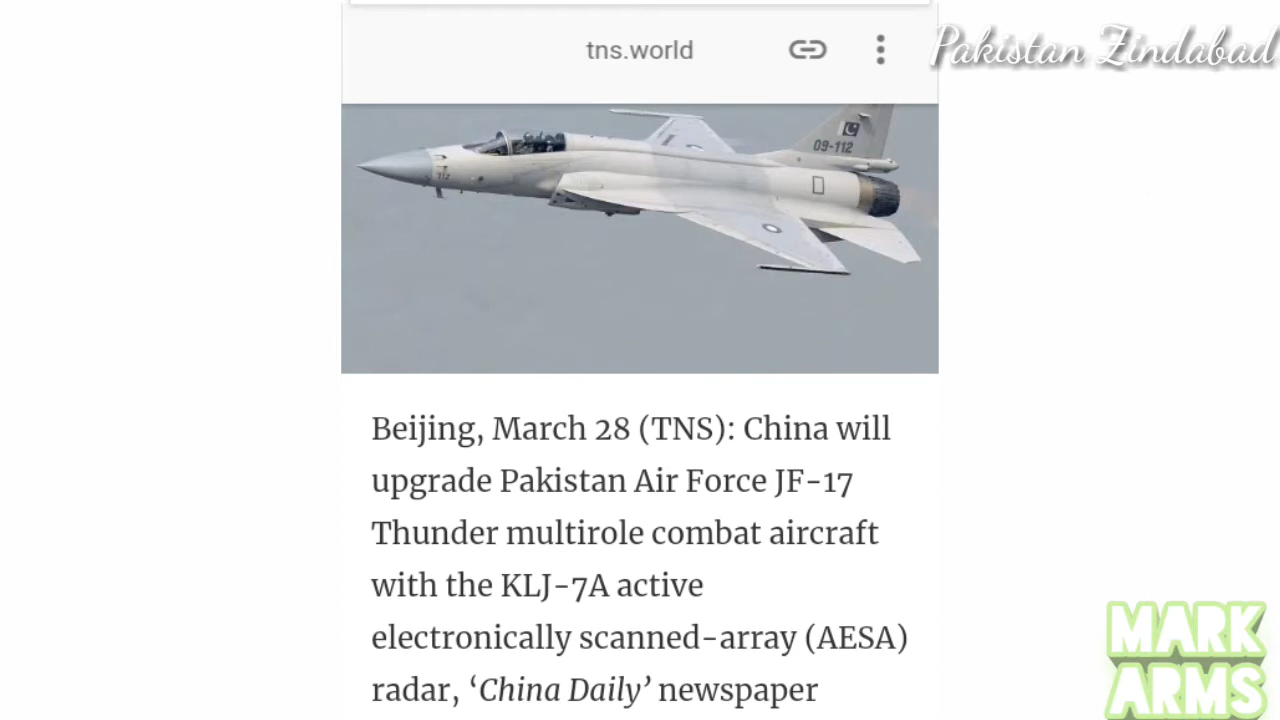 tns.world
Pakistan Zindabad
09-112
112
Beijing, March 28 (TNS): China will
upgrade Pakistan Air Force JF-17
Thunder multirole combat aircraft
with the KLJ-7A active
electronically scanned-array (AESA)
radar, ‘China Daily’ newspaper
MARK
ARMS